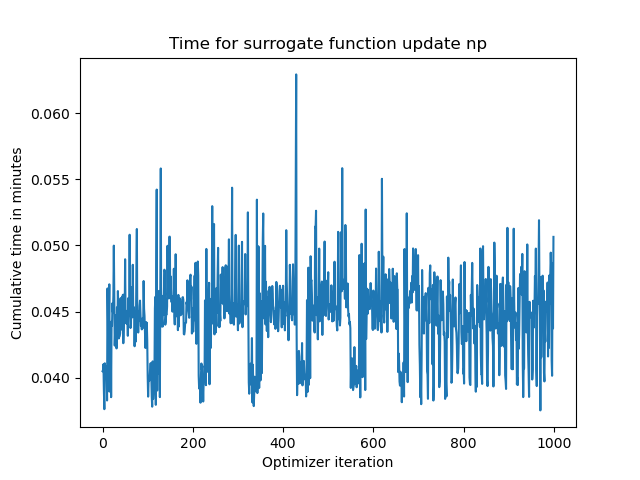 Time for surrogate function update np
Cumulative time in minutes
0.060
0.055
0.050
0.045
0.040
0 200 400 600 800 1000
Optimizer iteration